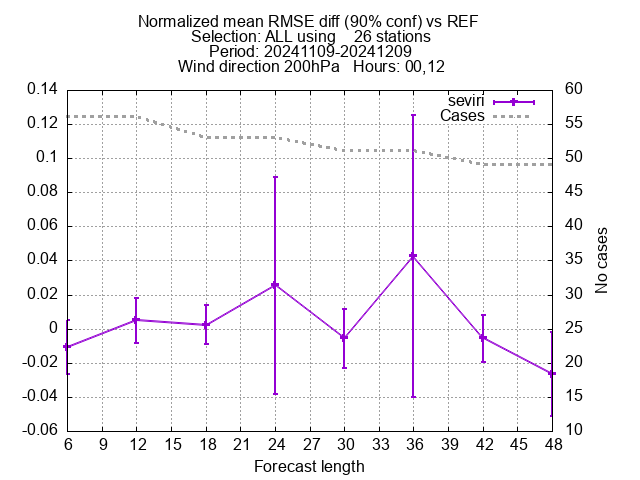 Normalized mean RMSE diff (90% conf) vs REF
Selection: ALL using    26 stations
Period: 20241109-20241209
Wind direction 200hPa   Hours: 00,12
0.14
0.12
0.1
0.08
0.06
0.04
0.02
0
-0.02
-0.04
-0.06
seviri
Cases
60
55
50
45
40
35
30
25
20
15
10
No cases
6 9 12 15 18 21 24 27 30 33 36 39 42 45 48
Forecast length